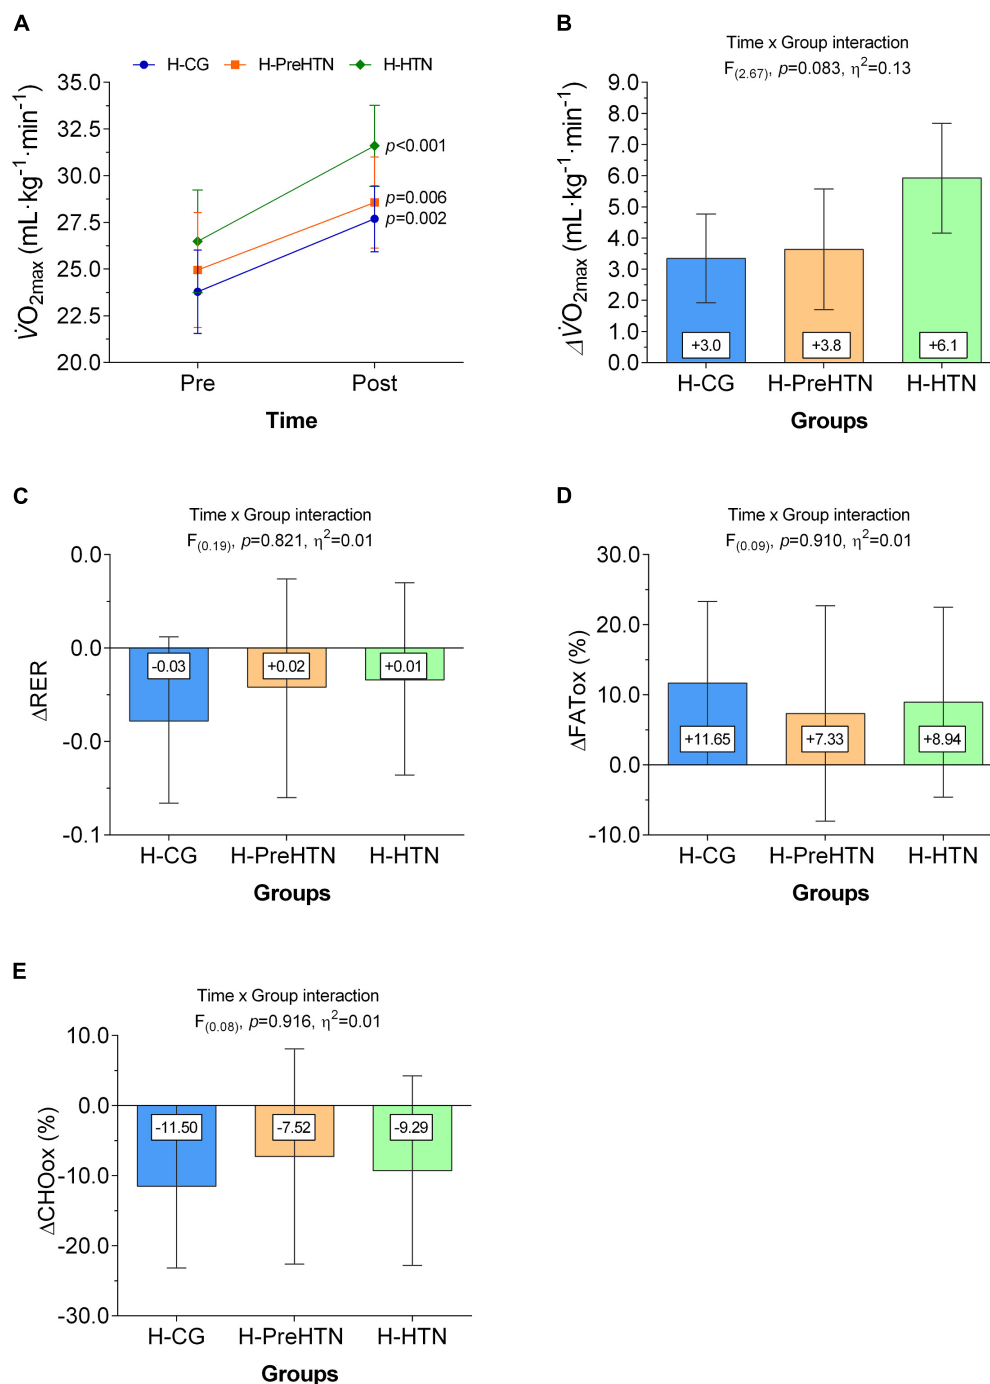 A
H-CG H-PreHTN H-HTN
35.0
32.5
30.0
27.5
25.0
22.5
20.0
V̇O2max (mL·kg⁻¹·min⁻¹)
p<0.001
p=0.006
p=0.002
Pre Post
Time
B
Time x Group interaction
F(2.67), p=0.083, η²=0.13
9.0
8.0
7.0
6.0
5.0
4.0
3.0
2.0
1.0
0.0
ΔV̇O2max (mL·kg⁻¹·min⁻¹)
+3.0 +3.8 +6.1
H-CG H-PreHTN H-HTN
Groups
C
Time x Group interaction
F(0.19), p=0.821, η²=0.01
0.0
0.0
-0.0
-0.1
ΔRER
-0.03 +0.02 +0.01
H-CG H-PreHTN H-HTN
Groups
D
Time x Group interaction
F(0.09), p=0.910, η²=0.01
30.0
20.0
10.0
0.0
-10.0
ΔFATox (%)
+11.65 +7.33 +8.94
H-CG H-PreHTN H-HTN
Groups
E
Time x Group interaction
F(0.08), p=0.916, η²=0.01
10.0
0.0
-10.0
-20.0
-30.0
ΔCHOox (%)
-11.50 -7.52 -9.29
H-CG H-PreHTN H-HTN
Groups